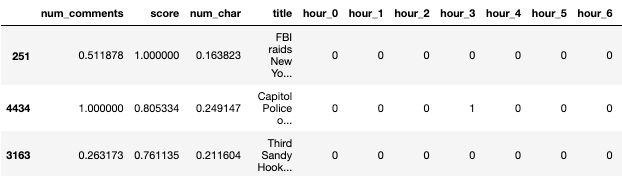 num_comments score num_char title hour_0 hour_1 hour_2 hour_3 hour_4 hour_5 hour_6
FBI
raids
251 0.511878 1.000000 0.163823 New 0 0 0 0 0 0 0
Yo...
Capitol
4434 1.000000 0.805334 0.249147 Police 0 0 0 1 0 0 0
o...
Third
3163 0.263173 0.761135 0.211604 Sandy 0 0 0 0 0 0 0
Hook...